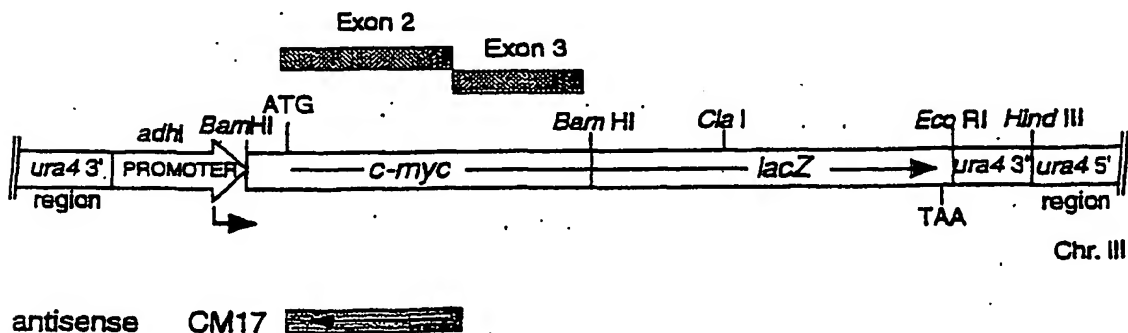 Exon 2
Exon 3
ATG
adhI BamHI Bam HI Cla I Eco RI Hind III
ura4 3' PROMOTER c-myc lacZ ura4 3' ura4 5'
region region
TAA
Chr. III
antisense CM17